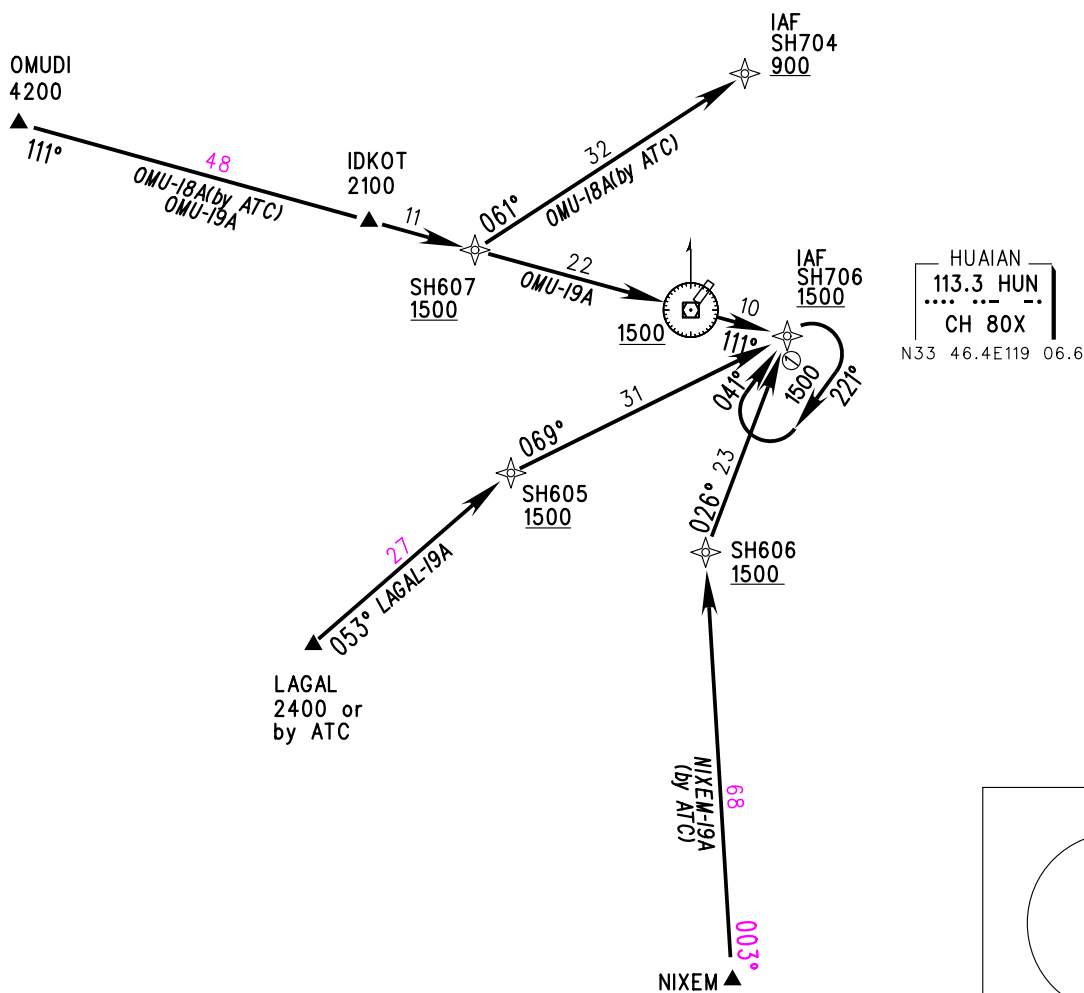 IAF
SH704
900
OMUDI
4200
111°
48
OMU-18A(by ATC)
OMU-19A
IDKOT
2100
11
061°
32
OMU-18A(by ATC)
SH607
1500
22
OMU-19A
1500
10
111°
IAF
SH706
1500
1
1500
041°
221°
HUAIAN
113.3 HUN
CH 80X
N33 46.4E119 06.6
31
069°
SH605
1500
27
053° LAGAL-19A
LAGAL
2400 or
by ATC
23
026°
SH606
1500
NIXEM-19A
(by ATC)
68
003°
NIXEM